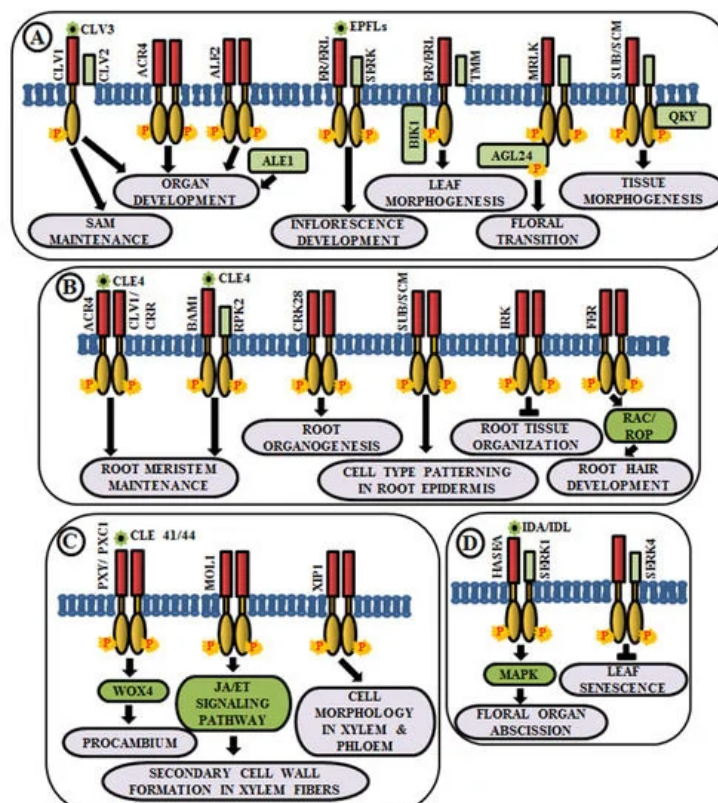 A
CLV3
CLV1
CLV2
ACR4
ALE2
EPFLs
ER/ERL
SERK
ER/ERL
TMM
MRLK
SUB/SCM
P
P
P
P
P
P
P
P
P
P
P
P
BIK1
QKY
AGL24
P
ALE1
ORGAN
DEVELOPMENT
LEAF
MORPHOGENESIS
TISSUE
MORPHOGENESIS
SAM
MAINTENANCE
INFLORESCENCE
DEVELOPMENT
FLORAL
TRANSITION
B
CLE4
CLE4
ACR4
CLV1/
CRR
BAM1
RPK2
CRK28
SUB/SCM
IRK
FER
P
P
P
P
P
P
P
P
P
P
P
P
ROOT
ORGANOGENESIS
ROOT TISSUE
ORGANIZATION
RAC/
ROP
ROOT MERISTEM
MAINTENANCE
CELL TYPE PATTERNING
IN ROOT EPIDERMIS
ROOT HAIR
DEVELOPMENT
C
CLE 41/44
PXY/ PXC1
MOL1
XIP1
P
P
P
P
P
P
WOX4
JA/ET
SIGNALING
PATHWAY
CELL
MORPHOLOGY
IN XYLEM &
PHLOEM
PROCAMBIUM
SECONDARY CELL WALL
FORMATION IN XYLEM FIBERS
D
IDA/IDL
HASEA
SERK1
SERK4
P
P
P
P
MAPK
LEAF
SENESCENCE
FLORAL ORGAN
ABSCISSION